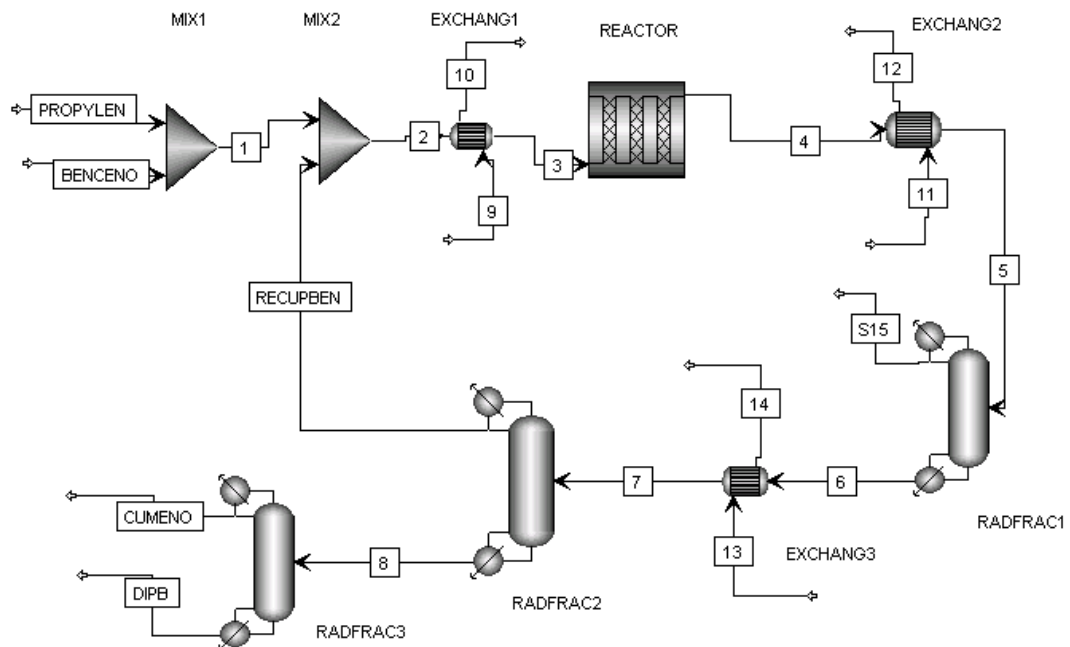 MIX1
MIX2
EXCHANG1
REACTOR
EXCHANG2
10
12
PROPYLEN
BENCENO
1
2
3
4
9
11
RECUPBEN
5
S15
14
7
6
CUMENO
13
RADFRAC1
EXCHANG3
8
DIPB
RADFRAC2
RADFRAC3